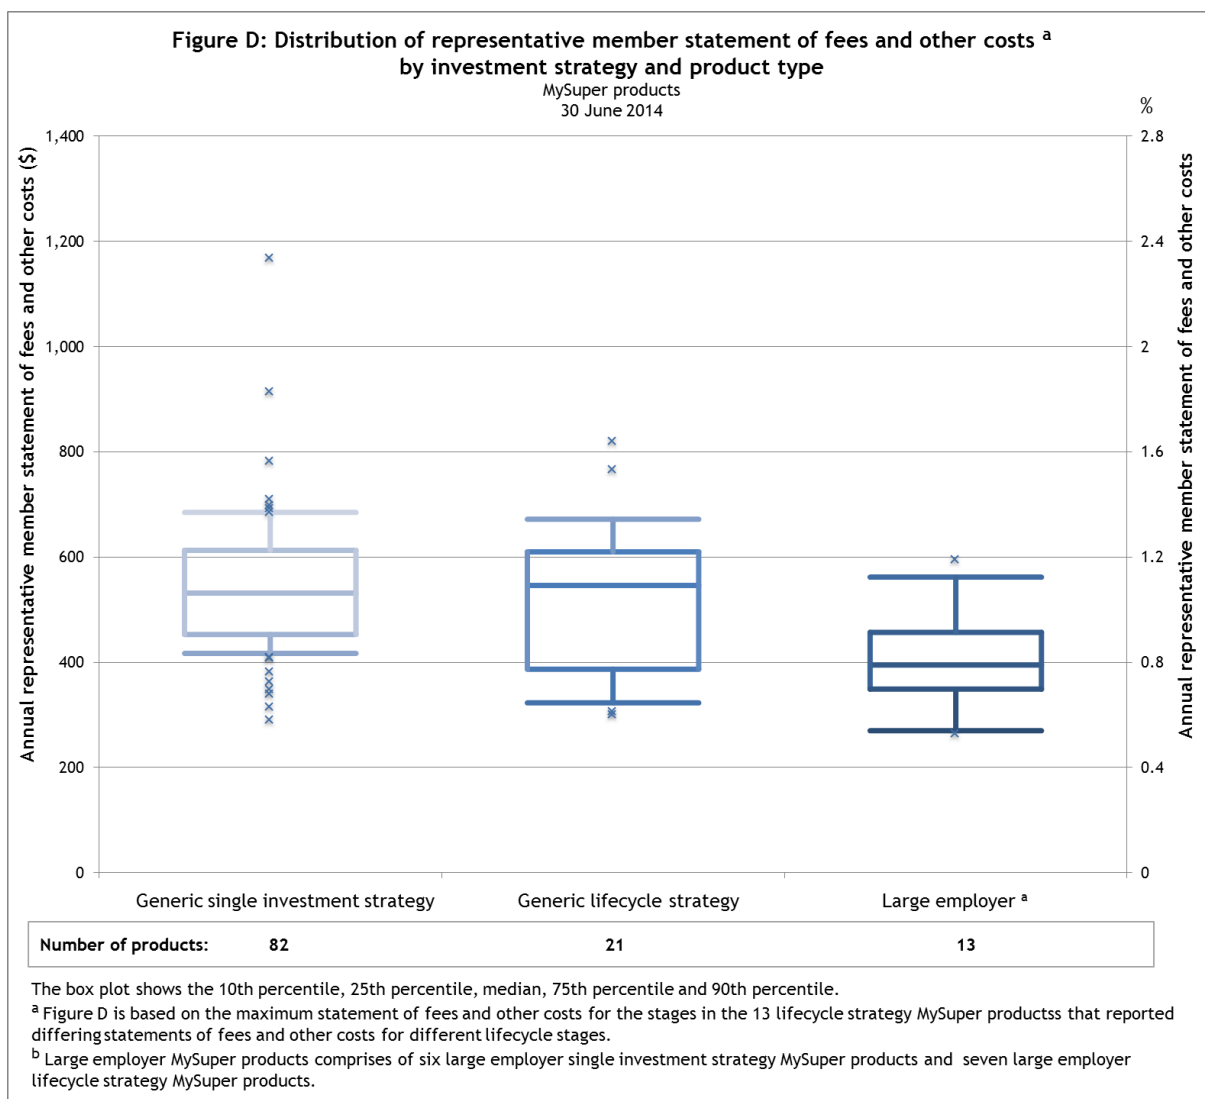 Figure D: Distribution of representative member statement of fees and other costs ª
by investment strategy and product type
MySuper products
30 June 2014
%
Annual representative member statement of fees and other costs ($)
1,400
1,200
1,000
800
600
400
200
0
2.8
2.4
2
1.6
1.2
0.8
0.4
0
Annual representative member statement of fees and other costs
Generic single investment strategy
Generic lifecycle strategy
Large employer ª
Number of products: 82 21 13
The box plot shows the 10th percentile, 25th percentile, median, 75th percentile and 90th percentile.
ª Figure D is based on the maximum statement of fees and other costs for the stages in the 13 lifecycle strategy MySuper productss that reported
differing statements of fees and other costs for different lifecycle stages.
b Large employer MySuper products comprises of six large employer single investment strategy MySuper products and seven large employer
lifecycle strategy MySuper products.